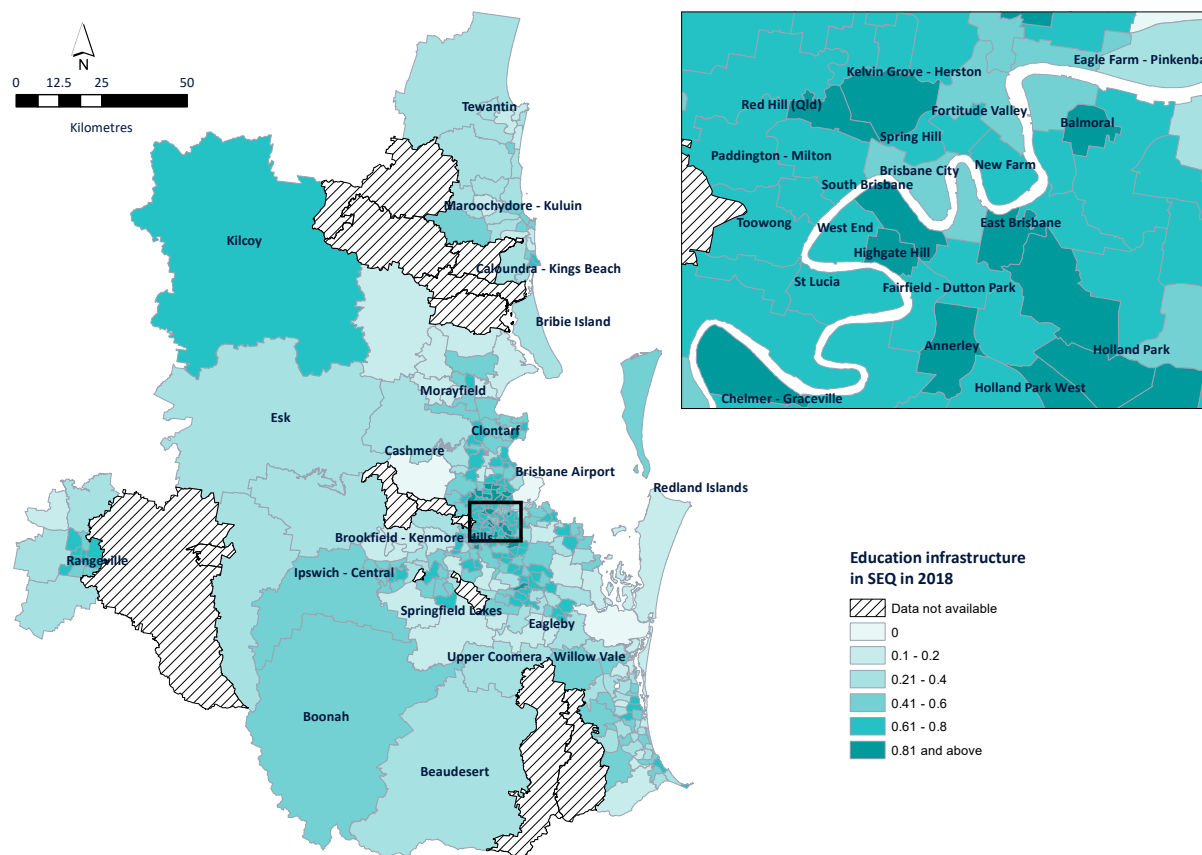 N
0 12.5 25 50
Kilometres
Tewantin
Maroochydore - Kuluin
Kilcoy
Caloundra - Kings Beach
Bribie Island
Morayfield
Esk
Clontarf
Cashmere
Brisbane Airport
Redland Islands
Brookfield - Kenmore Hills
Rangeville
Ipswich - Central
Springfield Lakes
Eagleby
Upper Coomera - Willow Vale
Boonah
Beaudesert
Eagle Farm - Pinkenba
Kelvin Grove - Herston
Red Hill (Qld)
Fortitude Valley
Balmoral
Spring Hill
Paddington - Milton
Brisbane City
New Farm
South Brisbane
Toowong
West End
East Brisbane
Highgate Hill
St Lucia
Fairfield - Dutton Park
Annerley
Holland Park
Holland Park West
Chelmer - Graceville
Education infrastructure
in SEQ in 2018
Data not available
0
0.1 - 0.2
0.21 - 0.4
0.41 - 0.6
0.61 - 0.8
0.81 and above